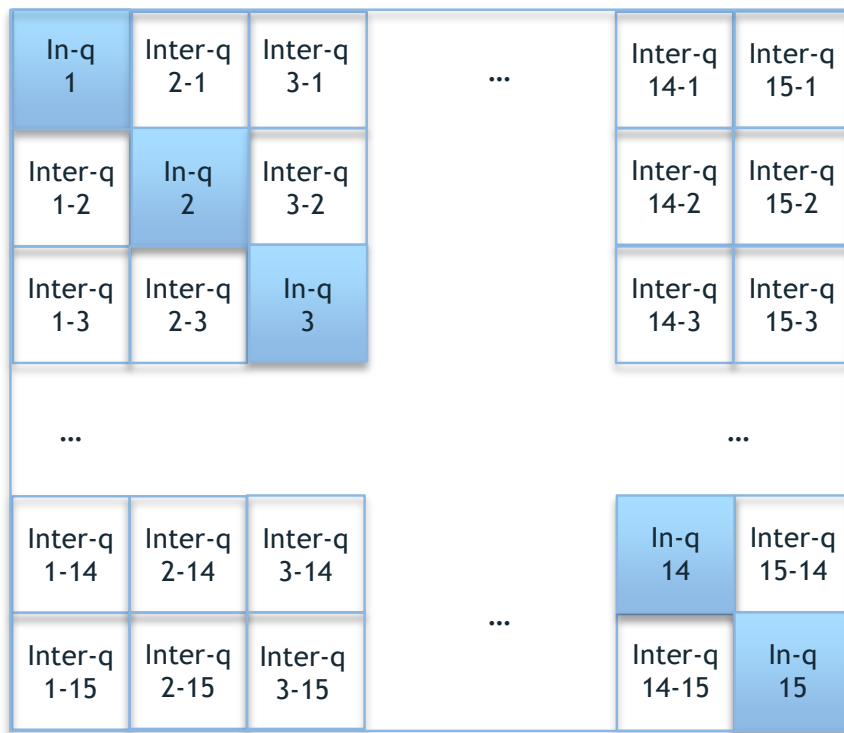 In-q
1
Inter-q
2-1
Inter-q
3-1
...
Inter-q
14-1
Inter-q
15-1
Inter-q
1-2
In-q
2
Inter-q
3-2
Inter-q
14-2
Inter-q
15-2
Inter-q
1-3
Inter-q
2-3
In-q
3
Inter-q
14-3
Inter-q
15-3
...
...
Inter-q
1-14
Inter-q
2-14
Inter-q
3-14
In-q
14
Inter-q
15-14
...
Inter-q
1-15
Inter-q
2-15
Inter-q
3-15
Inter-q
14-15
In-q
15